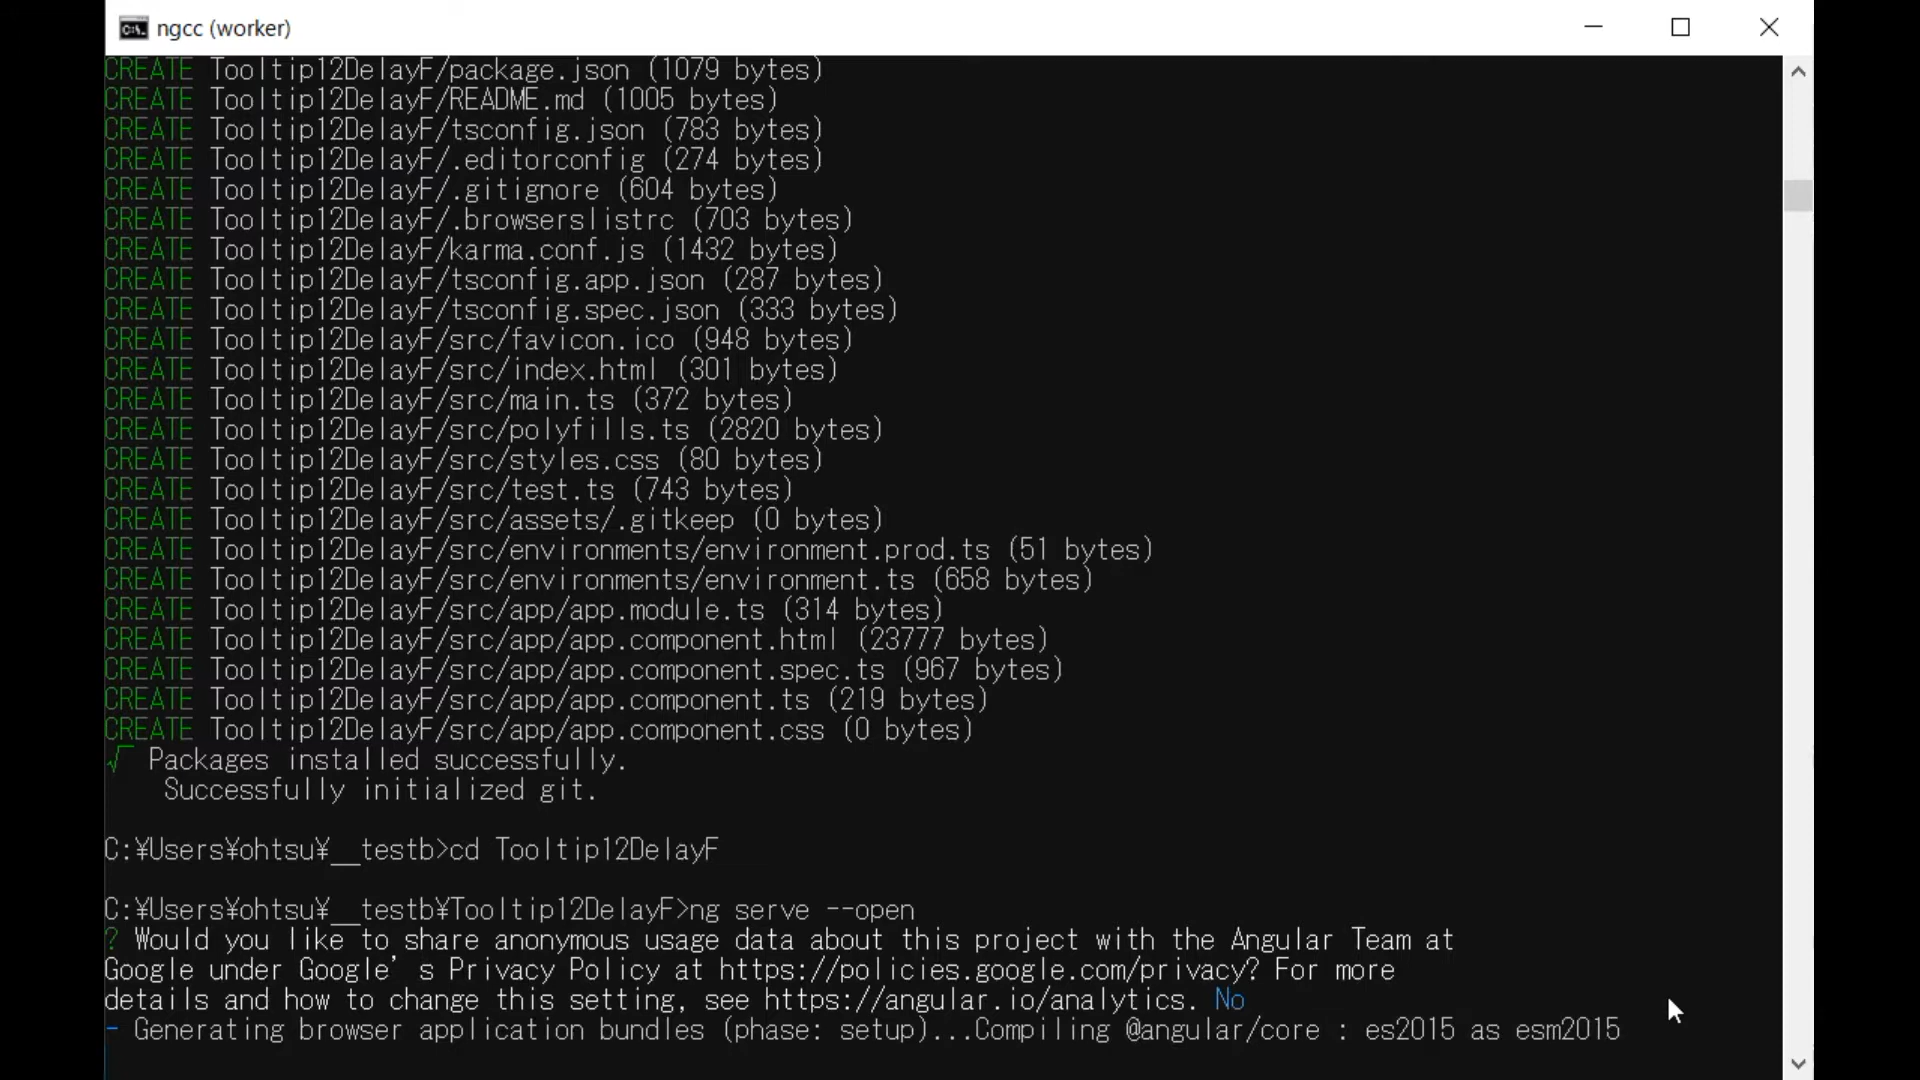 ngcc (worker)
CREATE Tooltip12DelayF/package.json (1079 bytes)
CREATE Tooltip12DelayF/README.md (1005 bytes)
CREATE Tooltip12DelayF/tsconfig.json (783 bytes)
CREATE Tooltip12DelayF/.editorconfig (274 bytes)
CREATE Tooltip12DelayF/.gitignore (604 bytes)
CREATE Tooltip12DelayF/.browserslistrc (703 bytes)
CREATE Tooltip12DelayF/karma.conf.js (1432 bytes)
CREATE Tooltip12DelayF/tsconfig.app.json (287 bytes)
CREATE Tooltip12DelayF/tsconfig.spec.json (333 bytes)
CREATE Tooltip12DelayF/src/favicon.ico (948 bytes)
CREATE Tooltip12DelayF/src/index.html (301 bytes)
CREATE Tooltip12DelayF/src/main.ts (372 bytes)
CREATE Tooltip12DelayF/src/polyfills.ts (2820 bytes)
CREATE Tooltip12DelayF/src/styles.css (80 bytes)
CREATE Tooltip12DelayF/src/test.ts (743 bytes)
CREATE Tooltip12DelayF/src/assets/.gitkeep (0 bytes)
CREATE Tooltip12DelayF/src/environments/environment.prod.ts (51 bytes)
CREATE Tooltip12DelayF/src/environments/environment.ts (658 bytes)
CREATE Tooltip12DelayF/src/app/app.module.ts (314 bytes)
CREATE Tooltip12DelayF/src/app/app.component.html (23777 bytes)
CREATE Tooltip12DelayF/src/app/app.component.spec.ts (967 bytes)
CREATE Tooltip12DelayF/src/app/app.component.ts (219 bytes)
CREATE Tooltip12DelayF/src/app/app.component.css (0 bytes)
√ Packages installed successfully.
Successfully initialized git.
C:¥Users¥ohtsu¥__testb>cd Tooltip12DelayF
C:¥Users¥ohtsu¥__testb¥Tooltip12DelayF>ng serve --open
? Would you like to share anonymous usage data about this project with the Angular Team at
Google under Google’s Privacy Policy at https://policies.google.com/privacy? For more
details and how to change this setting, see https://angular.io/analytics. No
- Generating browser application bundles (phase: setup)...Compiling @angular/core : es2015 as esm2015